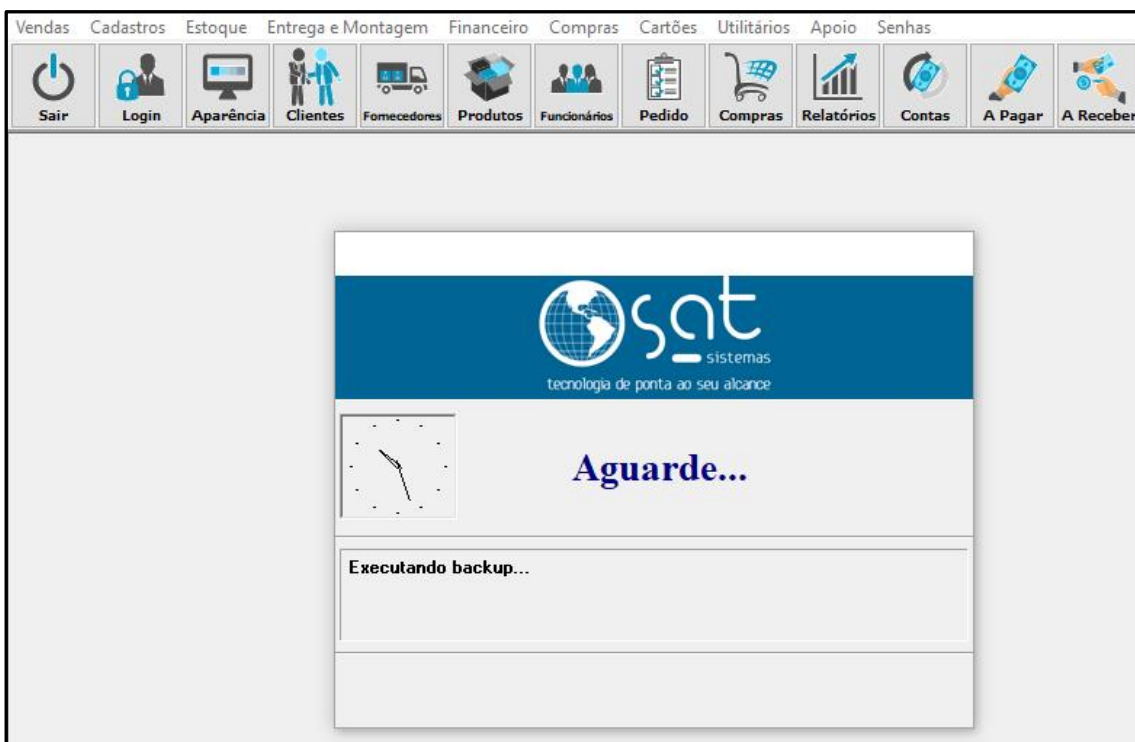 Vendas Cadastros Estoque Entrega e Montagem Financeiro Compras Cartões Utilitários Apoio Senhas
Sair Login Aparência Clientes Fornecedores Produtos Funcionários Pedido Compras Relatórios Contas A Pagar A Receber
sat
sistemas
tecnologia de ponta ao seu alcance
Aguarde...
Executando backup...